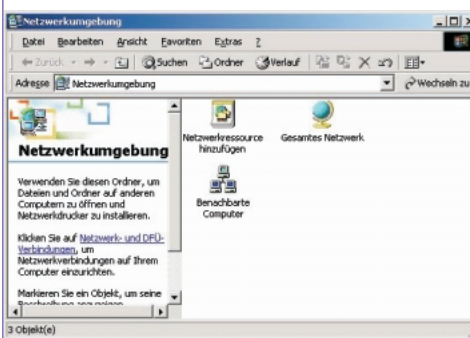 Netzwerkumgebung
Datei Bearbeiten Ansicht Favoriten Extras ?
Zurück Suchen Ordner Verlauf
Adresse Netzwerkumgebung Wechseln zu
Netzwerkumgebung
Verwenden Sie diesen Ordner, um
Dateien und Ordner auf anderen
Computern zu öffnen und
Netzwerkdrucker zu installieren.
Klicken Sie auf Netzwerk- und DFÜ-
Verbindungen, um
Netzwerkverbindungen auf Ihrem
Computer einzurichten.
Markieren Sie ein Objekt, um seine
Beschreibung anzuzeigen.
Netzwerkressource
hinzufügen
Gesamtes Netzwerk
Benachbarte
Computer
3 Objekt(e)